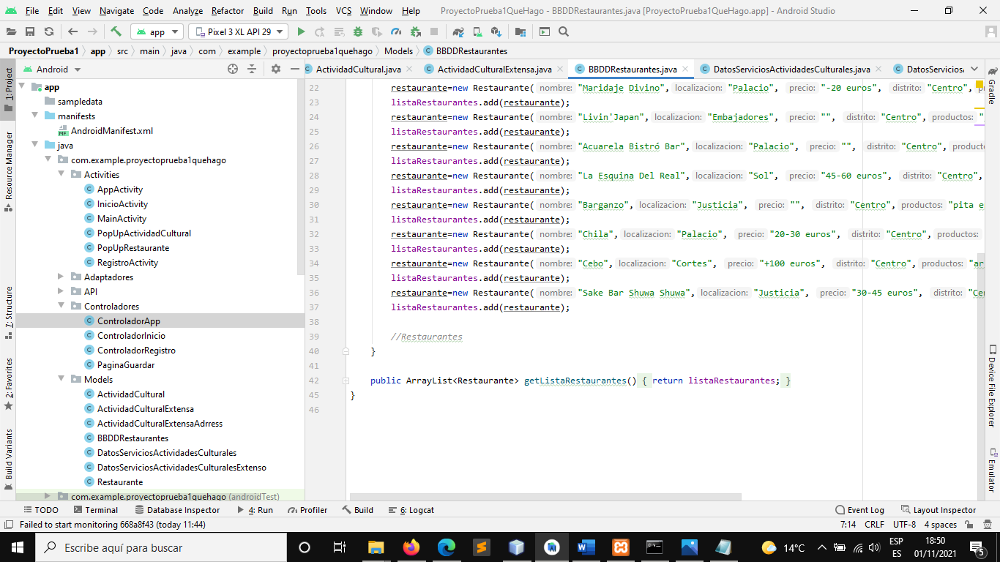 File Edit View Navigate Code Analyze Refactor Build Run Tools VCS Window Help ProyectoPrueba1QueHago - BBDDRestaurantes.java [ProyectoPrueba1QueHago.app] - Android Studio
app Pixel 3 XL API 29
ProyectoPrueba1 app src main java com example proyectoprueba1quehago Models BBDDRestaurantes
Android
ActividadCultural.java ActividadCulturalExtensa.java BBDDRestaurantes.java DatosServiciosActividadesCulturales.java DatosServicios
1: Project
Resource Manager
7: Structure
2: Favorites
Build Variants
app
sampledata
manifests
AndroidManifest.xml
java
com.example.proyectoprueba1quehago
Activities
AppActivity
InicioActivity
MainActivity
PopUpActividadCultural
PopUpRestaurante
RegistroActivity
Adaptadores
API
Controladores
ControladorApp
ControladorInicio
ControladorRegistro
PaginaGuardar
Models
ActividadCultural
ActividadCulturalExtensa
ActividadCulturalExtensaAdrress
BBDDRestaurantes
DatosServiciosActividadesCulturales
DatosServiciosActividadesCulturalesExtenso
Restaurante
com.example.proyectoprueba1quehago (androidTest)
22 restaurante=new Restaurante( nombre: "Maridaje Divino", localizacion: "Palacio", precio: "-20 euros", distrito: "Centro",
23 listaRestaurantes.add(restaurante);
24 restaurante=new Restaurante( nombre: "Livin'Japan", localizacion: "Embajadores", precio: "", distrito: "Centro", productos: "
25 listaRestaurantes.add(restaurante);
26 restaurante=new Restaurante( nombre: "Acuarela Bistró Bar", localizacion: "Palacio", precio: "", distrito: "Centro", product
27 listaRestaurantes.add(restaurante);
28 restaurante=new Restaurante( nombre: "La Esquina Del Real", localizacion: "Sol", precio: "45-60 euros", distrito: "Centro",
29 listaRestaurantes.add(restaurante);
30 restaurante=new Restaurante( nombre: "Barganzo", localizacion: "Justicia", precio: "", distrito: "Centro", productos: "pita e
31 listaRestaurantes.add(restaurante);
32 restaurante=new Restaurante( nombre: "Chila", localizacion: "Palacio", precio: "20-30 euros", distrito: "Centro", productos:
33 listaRestaurantes.add(restaurante);
34 restaurante=new Restaurante( nombre: "Cebo", localizacion: "Cortes", precio: "+100 euros", distrito: "Centro", productos: "ar
35 listaRestaurantes.add(restaurante);
36 restaurante=new Restaurante( nombre: "Sake Bar Shuwa Shuwa", localizacion: "Justicia", precio: "30-45 euros", distrito: "Ce
37 listaRestaurantes.add(restaurante);
38
39 //Restaurantes
40 }
41
42 public ArrayList<Restaurante> getListaRestaurantes() { return listaRestaurantes; }
45 }
46
Gradle
Device File Explorer
Emulator
TODO Terminal Database Inspector 4: Run Profiler Build 6: Logcat Event Log Layout Inspector
Failed to start monitoring 668a8f43 (today 11:44) 7:14 CRLF UTF-8 4 spaces
Escribe aquí para buscar
14°C
ESP
ES
18:50
01/11/2021
5